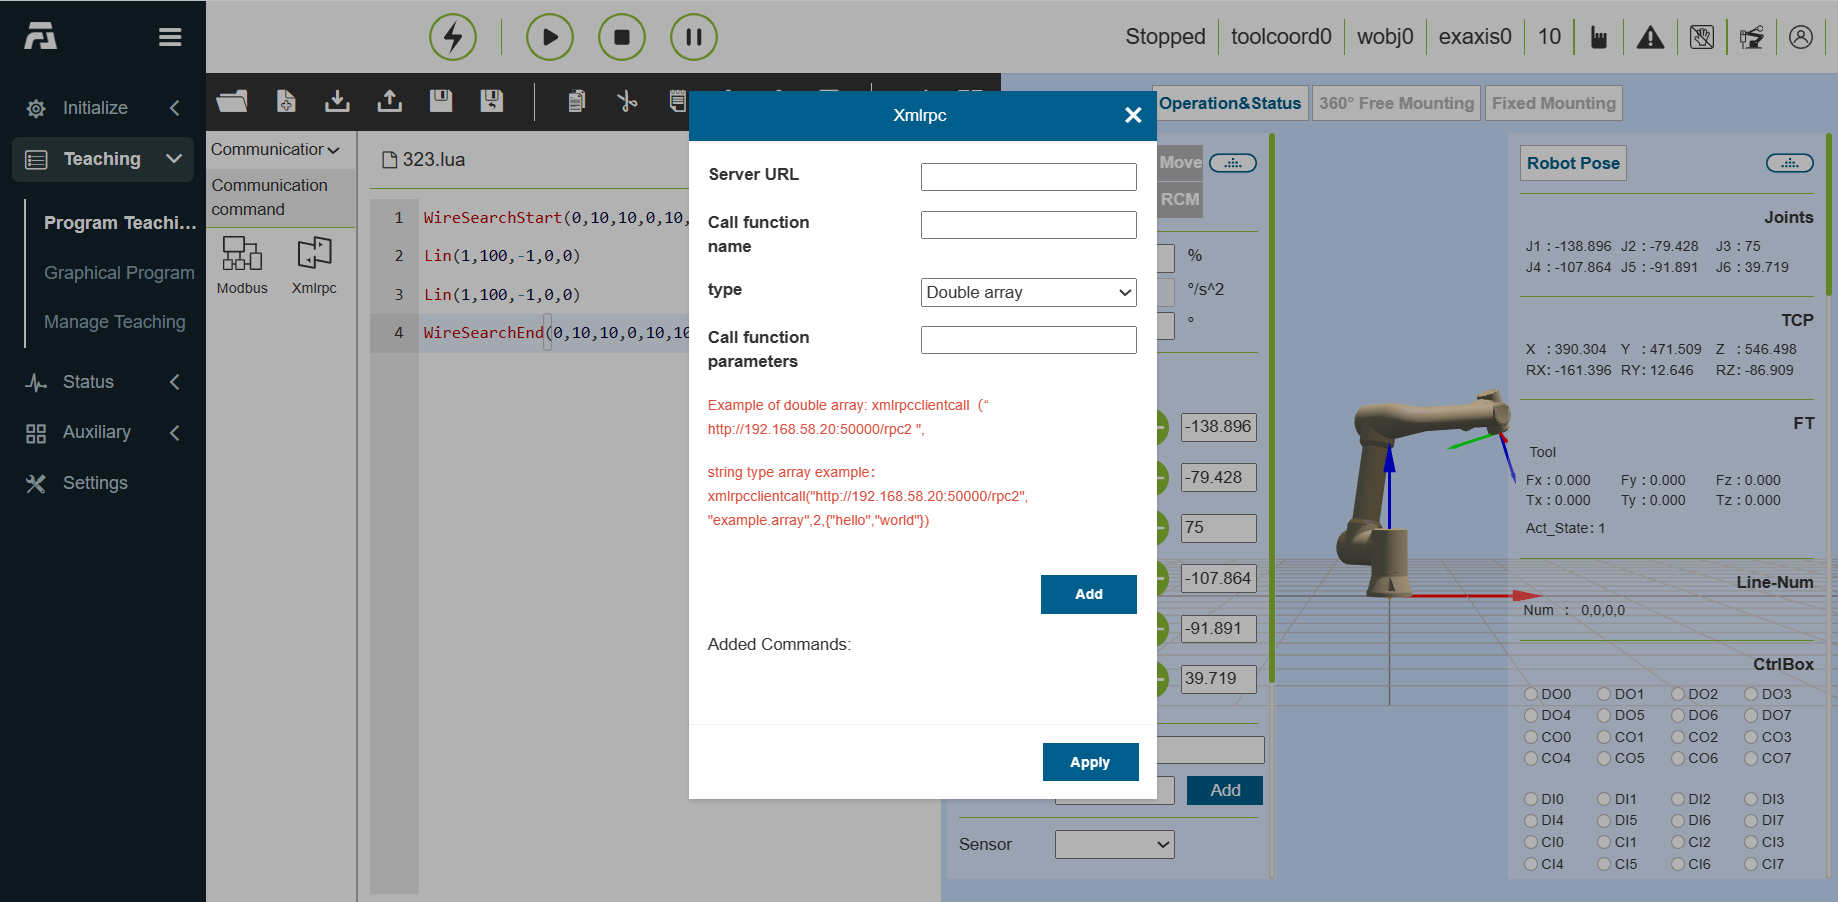 Stopped
toolcoord0
wobj0
exaxis0
10
Initialize
Teaching
Program Teachi...
Graphical Program
Manage Teaching
Status
Auxiliary
Settings
Communication
Communication
command
Modbus
Xmlrpc
323.lua
1 WireSearchStart(0,10,10,0,10,
2 Lin(1,100,-1,0,0)
3 Lin(1,100,-1,0,0)
4 WireSearchEnd(0,10,10,0,10,10
Xmlrpc
Server URL
Call function
name
type
Double array
Call function
parameters
Example of double array: xmlrpcclientcall（“
http://192.168.58.20:50000/rpc2 ",
string type array example：
xmlrpcclientcall("http://192.168.58.20:50000/rpc2",
"example.array",2,{"hello","world"})
Add
Added Commands:
Apply
Operation&Status
360° Free Mounting
Fixed Mounting
Move
RCM
%
°/s^2
°
-138.896
-79.428
75
-107.864
-91.891
39.719
Add
Sensor
Robot Pose
Joints
J1 : -138.896 J2 : -79.428 J3 : 75
J4 : -107.864 J5 : -91.891 J6 : 39.719
TCP
X : 390.304 Y : 471.509 Z : 546.498
RX: -161.396 RY: 12.646 RZ: -86.909
FT
Tool
Fx : 0.000 Fy : 0.000 Fz : 0.000
Tx : 0.000 Ty : 0.000 Tz : 0.000
Act_State: 1
Line-Num
Num : 0,0,0,0
CtrlBox
DO0 DO1 DO2 DO3
DO4 DO5 DO6 DO7
CO0 CO1 CO2 CO3
CO4 CO5 CO6 CO7
DI0 DI1 DI2 DI3
DI4 DI5 DI6 DI7
CI0 CI1 CI2 CI3
CI4 CI5 CI6 CI7